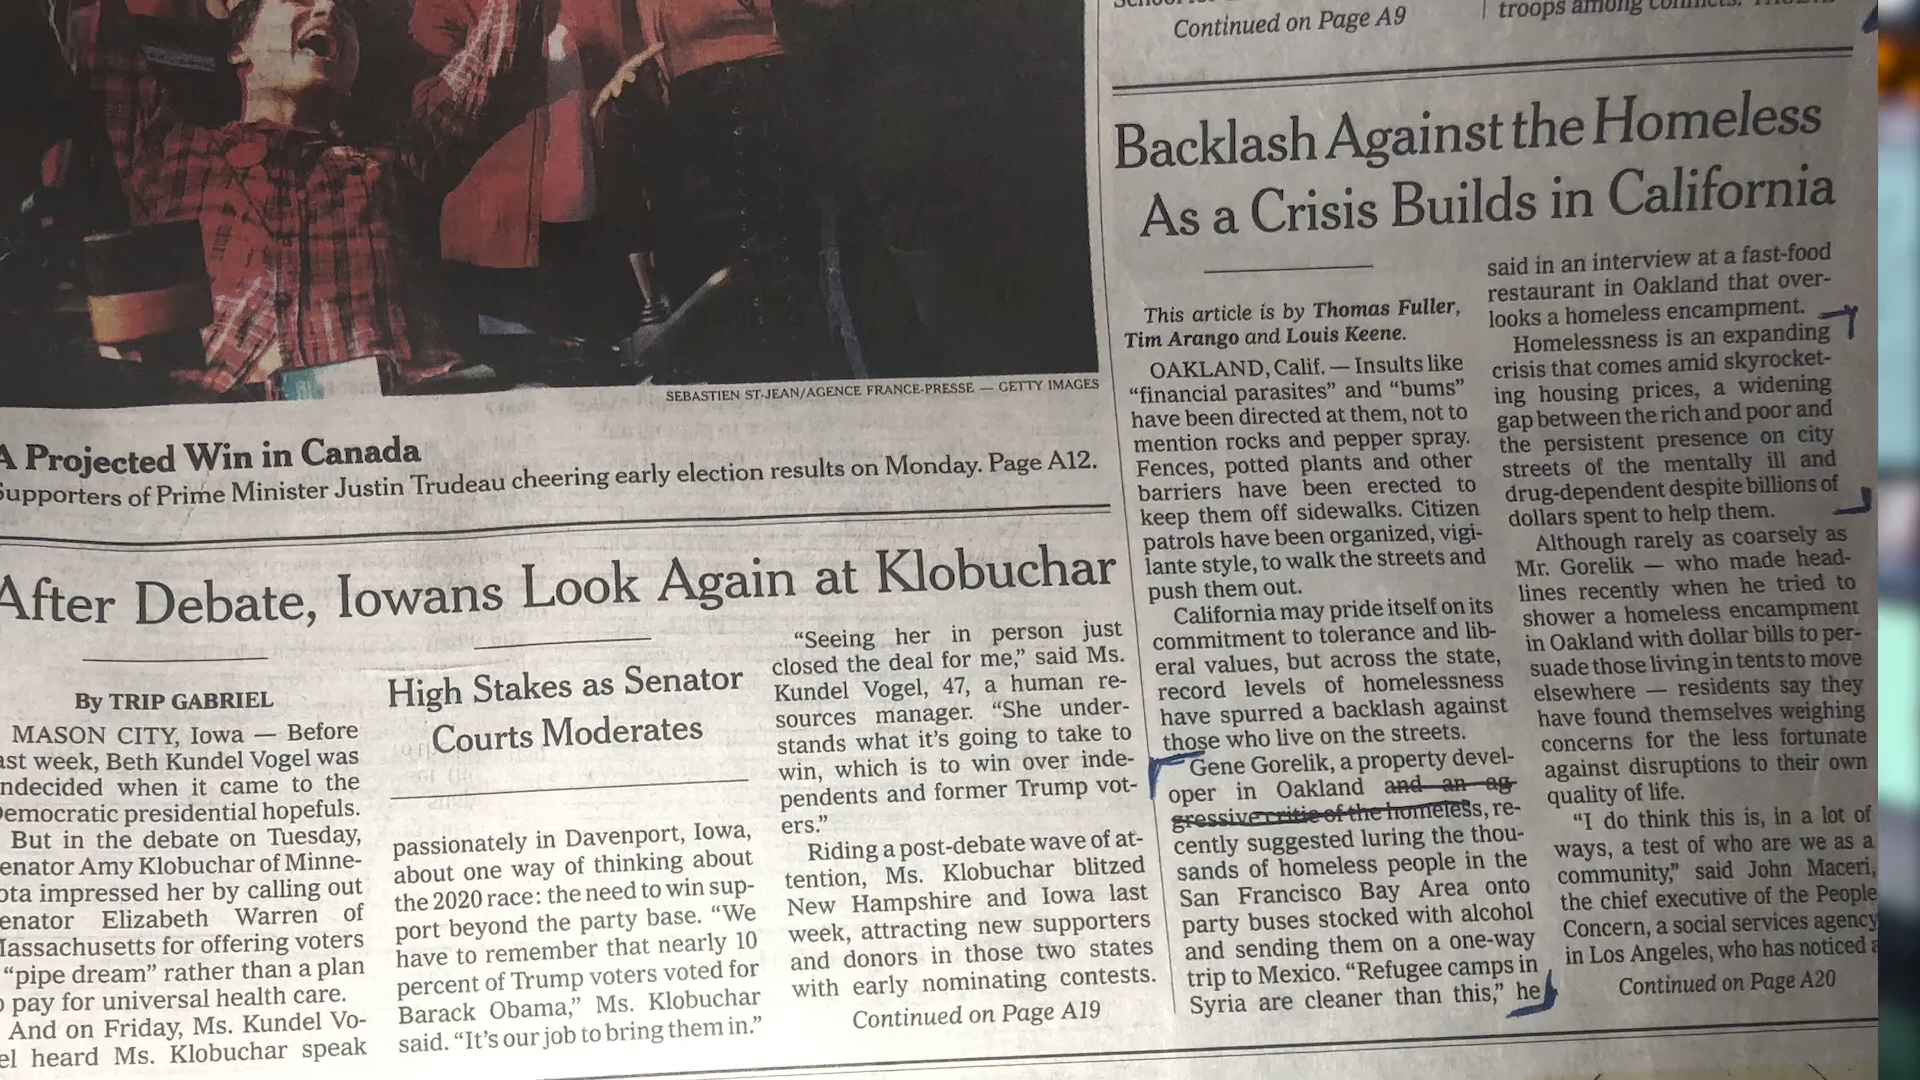 Continued on Page A9
troops among
Backlash Against the Homeless
As a Crisis Builds in California
This article is by Thomas Fuller,
Tim Arango and Louis Keene.
OAKLAND, Calif. — Insults like
“financial parasites” and “bums”
have been directed at them, not to
mention rocks and pepper spray.
Fences, potted plants and other
barriers have been erected to
keep them off sidewalks. Citizen
patrols have been organized, vigi-
lante style, to walk the streets and
push them out.
California may pride itself on its
commitment to tolerance and lib-
eral values, but across the state,
record levels of homelessness
have spurred a backlash against
those who live on the streets.
Gene Gorelik, a property devel-
oper in Oakland and an ag-
gressive critic of the homeless, re-
cently suggested luring the thou-
sands of homeless people in the
San Francisco Bay Area onto
party buses stocked with alcohol
and sending them on a one-way
trip to Mexico. “Refugee camps in
Syria are cleaner than this,” he
said in an interview at a fast-food
restaurant in Oakland that over-
looks a homeless encampment.
Homelessness is an expanding
crisis that comes amid skyrocket-
ing housing prices, a widening
gap between the rich and poor and
the persistent presence on city
streets of the mentally ill and
drug-dependent despite billions of
dollars spent to help them.
Although rarely as coarsely as
Mr. Gorelik — who made head-
lines recently when he tried to
shower a homeless encampment
in Oakland with dollar bills to per-
suade those living in tents to move
elsewhere — residents say they
have found themselves weighing
concerns for the less fortunate
against disruptions to their own
quality of life.
“I do think this is, in a lot of
ways, a test of who are we as a
community,” said John Maceri,
the chief executive of the People
Concern, a social services agency
in Los Angeles, who has noticed a
Continued on Page A20
SEBASTIEN ST-JEAN/AGENCE FRANCE-PRESSE — GETTY IMAGES
A Projected Win in Canada
Supporters of Prime Minister Justin Trudeau cheering early election results on Monday. Page A12.
After Debate, Iowans Look Again at Klobuchar
By TRIP GABRIEL
MASON CITY, Iowa — Before
ast week, Beth Kundel Vogel was
ndecided when it came to the
Democratic presidential hopefuls.
But in the debate on Tuesday,
enator Amy Klobuchar of Minne-
ota impressed her by calling out
enator Elizabeth Warren of
Massachusetts for offering voters
“pipe dream” rather than a plan
o pay for universal health care.
And on Friday, Ms. Kundel Vo-
el heard Ms. Klobuchar speak
High Stakes as Senator
Courts Moderates
passionately in Davenport, Iowa,
about one way of thinking about
the 2020 race: the need to win sup-
port beyond the party base. “We
have to remember that nearly 10
percent of Trump voters voted for
Barack Obama,” Ms. Klobuchar
said. “It’s our job to bring them in.”
“Seeing her in person just
closed the deal for me,” said Ms.
Kundel Vogel, 47, a human re-
sources manager. “She under-
stands what it’s going to take to
win, which is to win over inde-
pendents and former Trump vot-
ers.”
Riding a post-debate wave of at-
tention, Ms. Klobuchar blitzed
New Hampshire and Iowa last
week, attracting new supporters
and donors in those two states
with early nominating contests.
Continued on Page A19